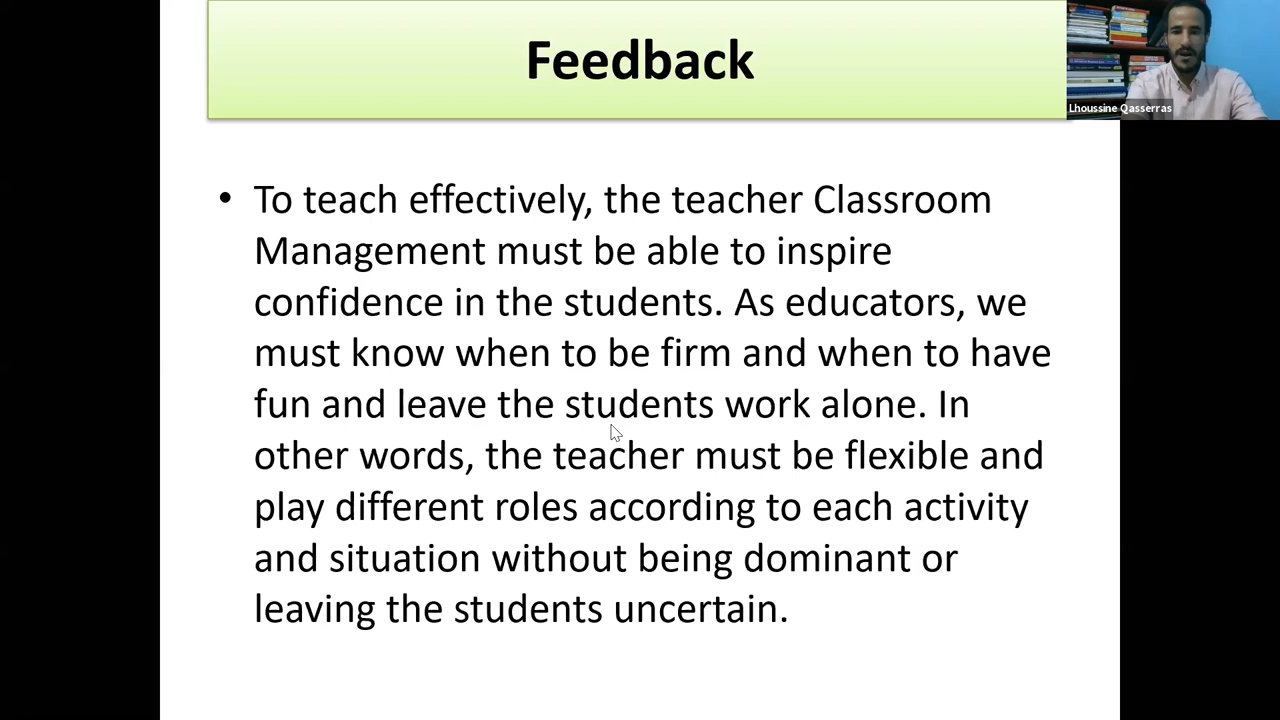 Feedback
Lhoussine Qasserras
• To teach effectively, the teacher Classroom
Management must be able to inspire
confidence in the students. As educators, we
must know when to be firm and when to have
fun and leave the students work alone. In
other words, the teacher must be flexible and
play different roles according to each activity
and situation without being dominant or
leaving the students uncertain.